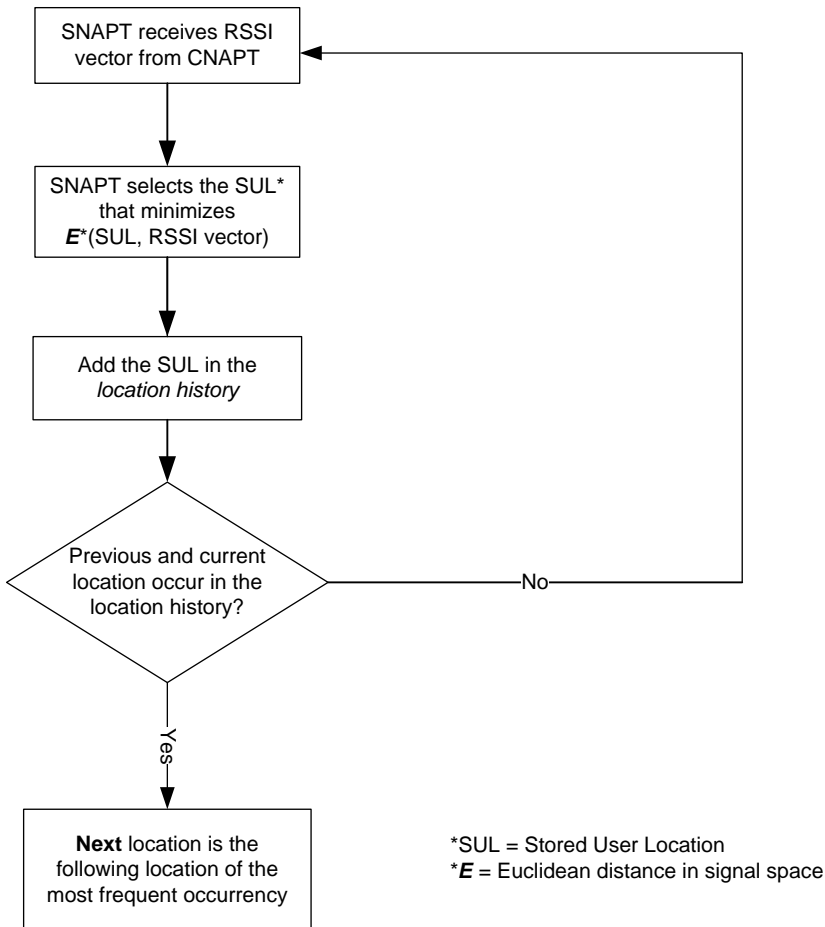 SNAPT receives RSSI
vector from CNAPT
SNAPT selects the SUL*
that minimizes
E*(SUL, RSSI vector)
Add the SUL in the
location history
Previous and current
location occur in the
location history?
No
Yes
Next location is the
following location of the
most frequent occurrency
*SUL = Stored User Location
*E = Euclidean distance in signal space